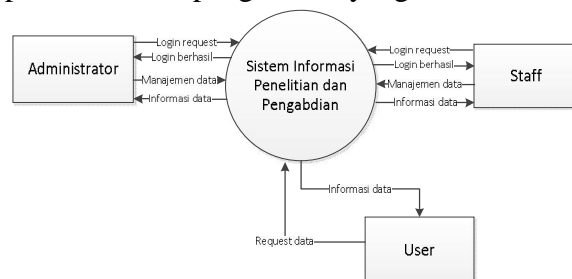 Login request
Login berhasil
Manajemen data
Informasi data
Administrator
Sistem Informasi
Penelitian dan
Pengabdian
Login request
Login berhasil
Manajemen data
Informasi data
Staff
Informasi data
Request data
User